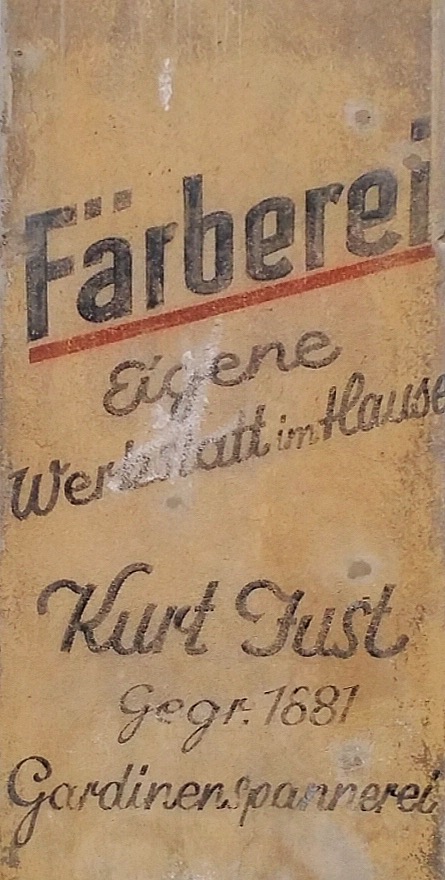 Färberei
Eigene
Werkstatt im Hause
Kurt Just
Gegr. 1681
Gardinenspannerei